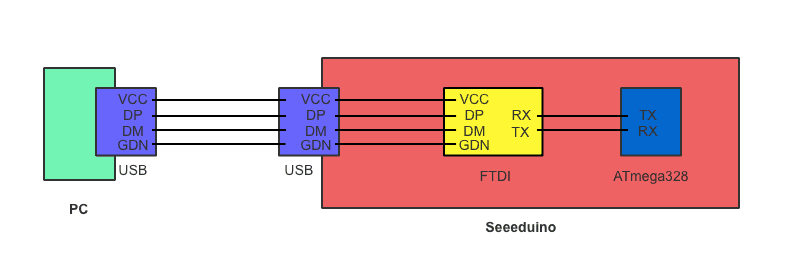 VCC
DP
DM
GDN
USB
PC
VCC
DP
DM
GDN
USB
VCC
DP
DM
GDN
RX
TX
FTDI
TX
RX
ATmega328
Seeeduino